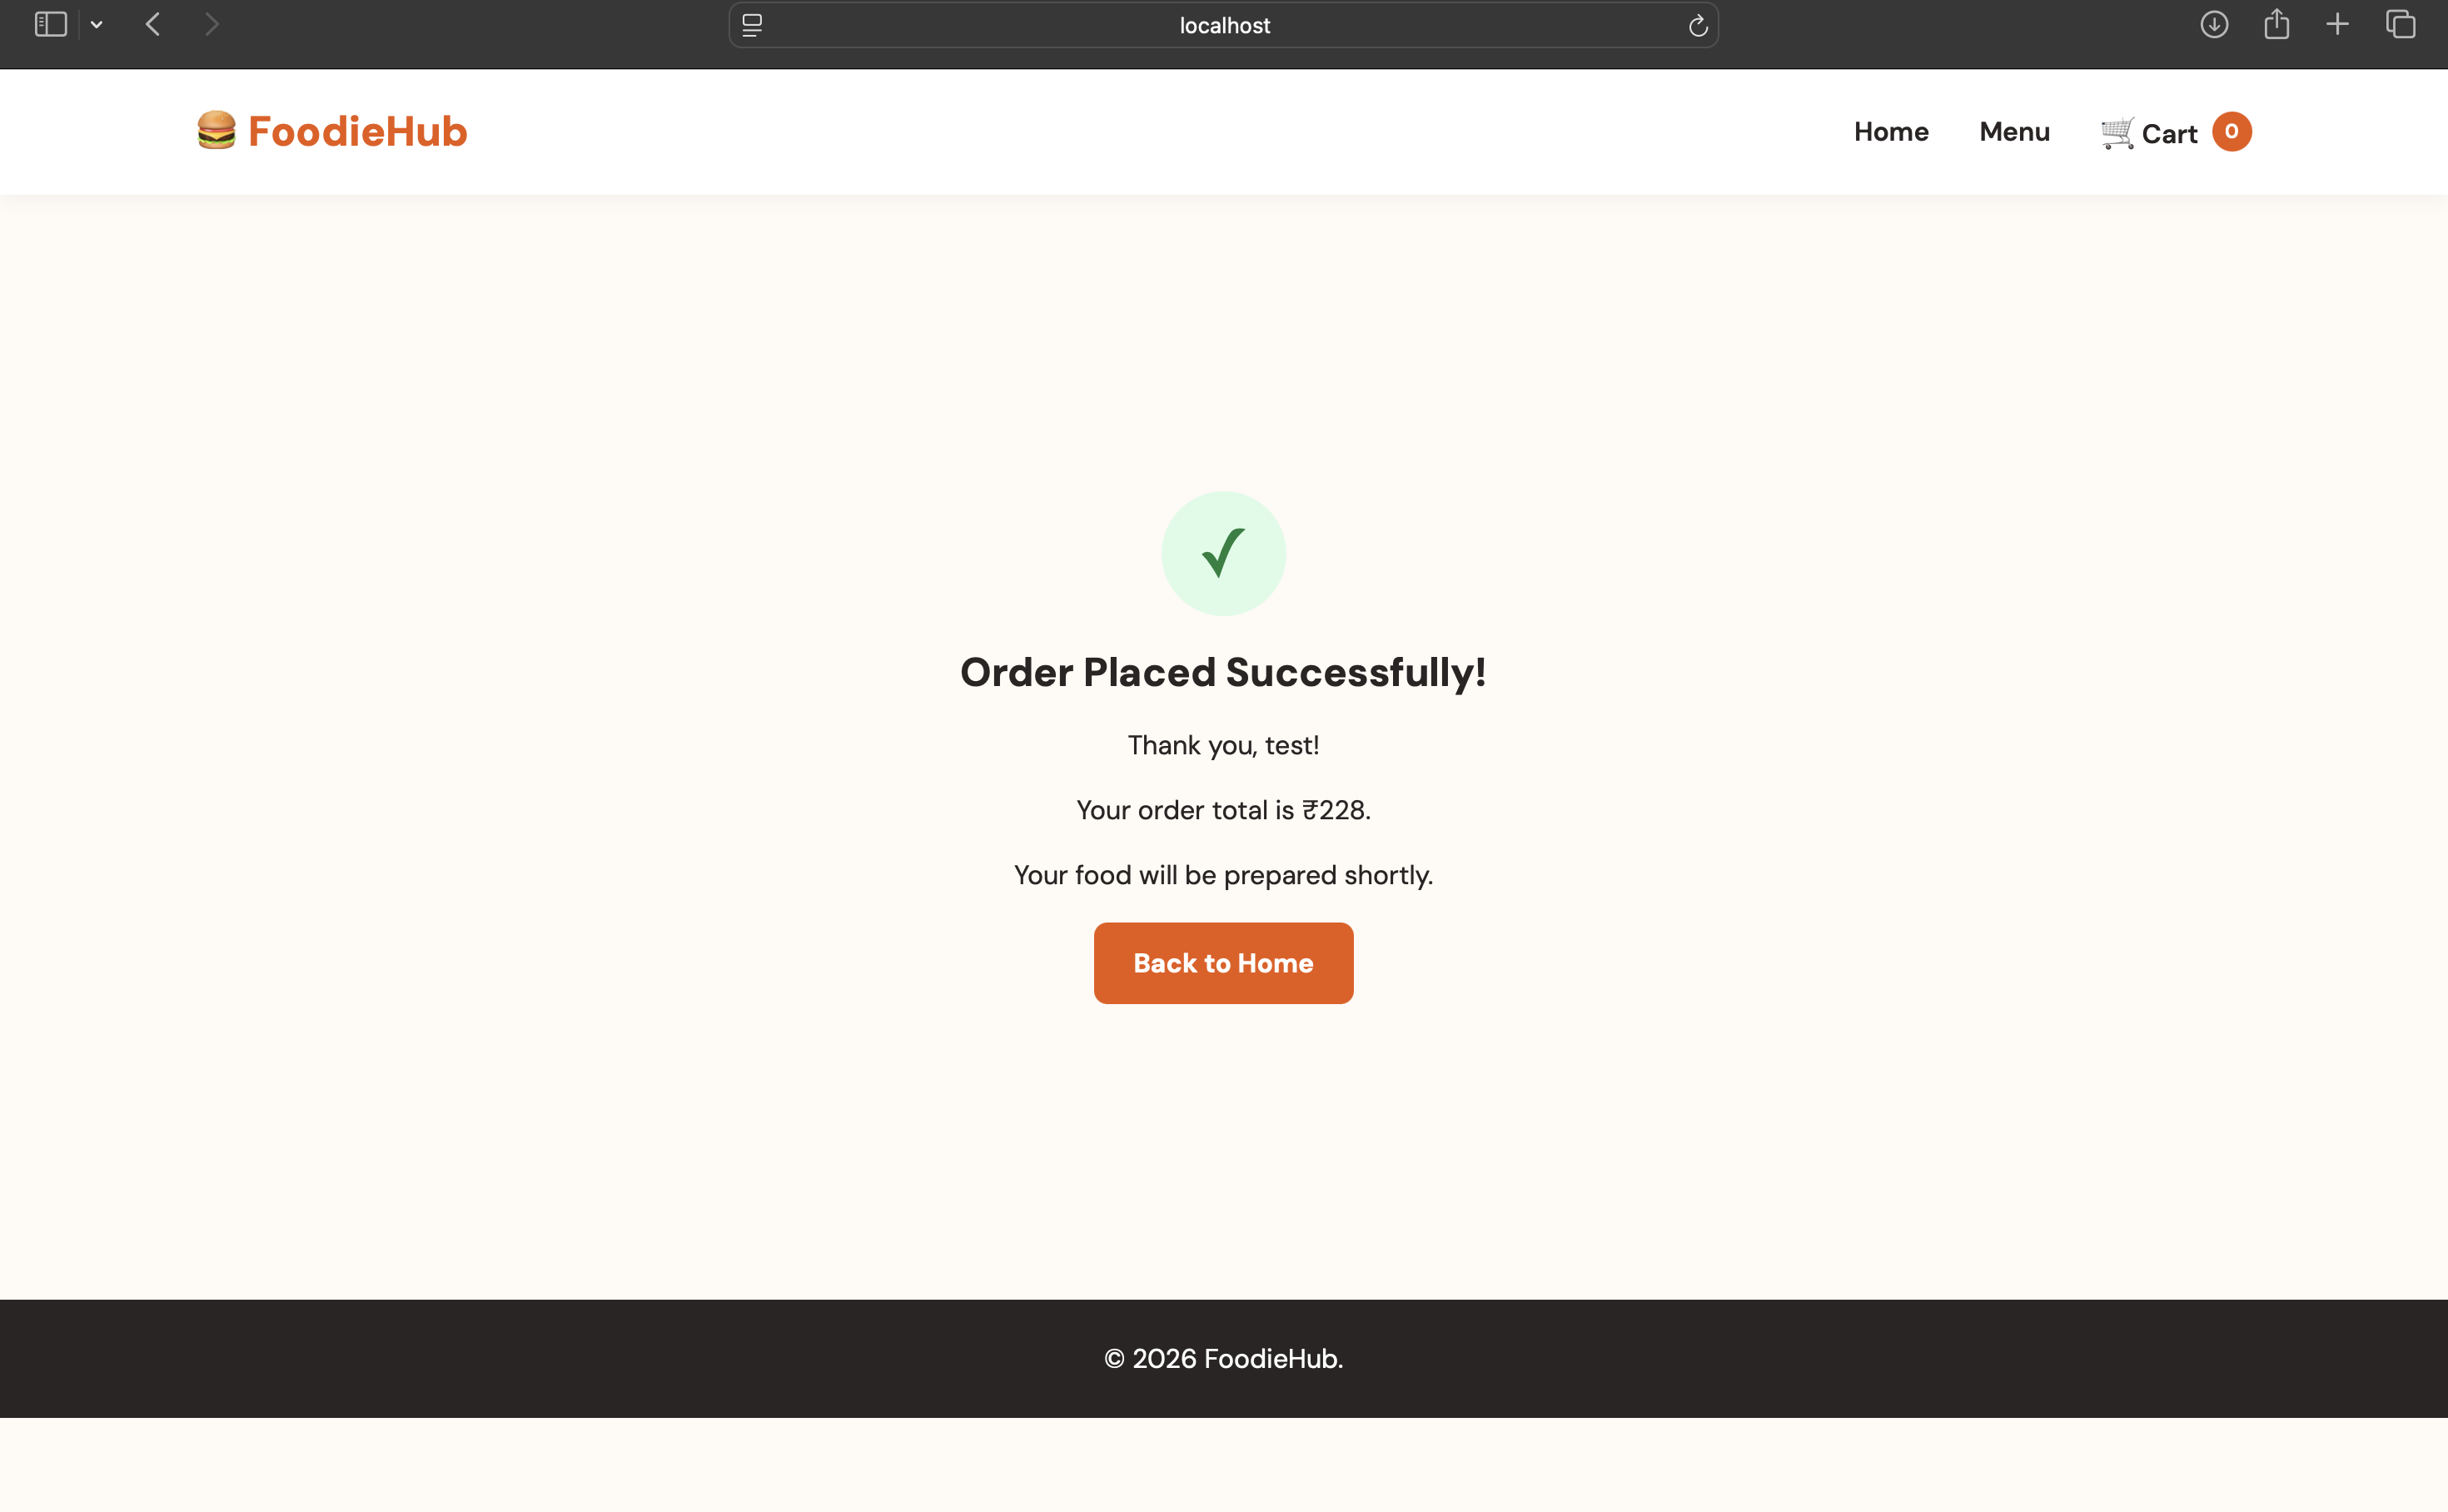 localhost
FoodieHub
Home
Menu
Cart 0
Order Placed Successfully!
Thank you, test!
Your order total is ₹228.
Your food will be prepared shortly.
Back to Home
© 2026 FoodieHub.